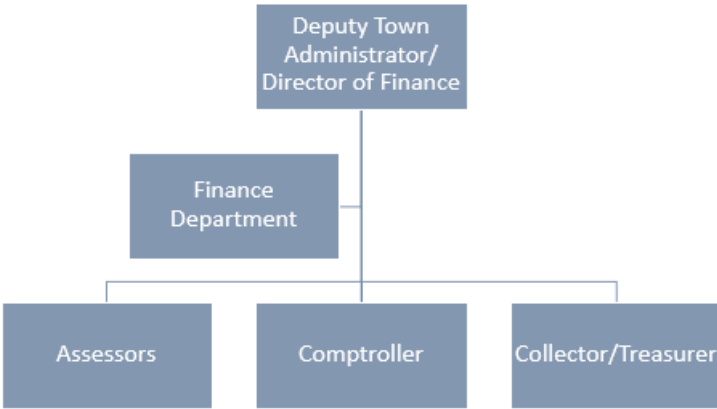 Deputy Town
Administrator/
Director of Finance
Finance
Department
Assessors
Comptroller
Collector/Treasurer